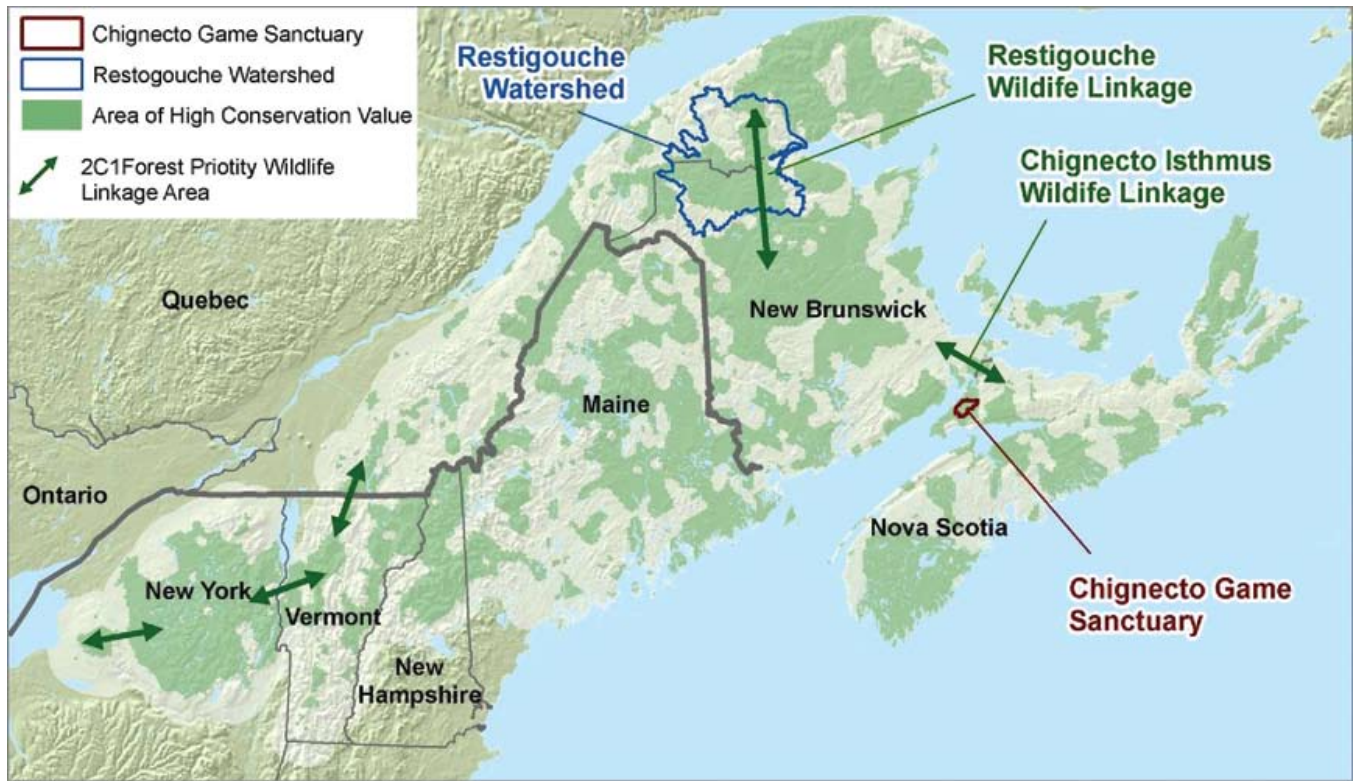 Chignecto Game Sanctuary
Restogouche Watershed
Area of High Conservation Value
2C1Forest Priotity Wildlife
Linkage Area
Restigouche
Watershed
Restigouche
Wildife Linkage
Chignecto Isthmus
Wildlife Linkage
Quebec
New Brunswick
Maine
Ontario
Nova Scotia
New York
Vermont
New
Hampshire
Chignecto Game
Sanctuary